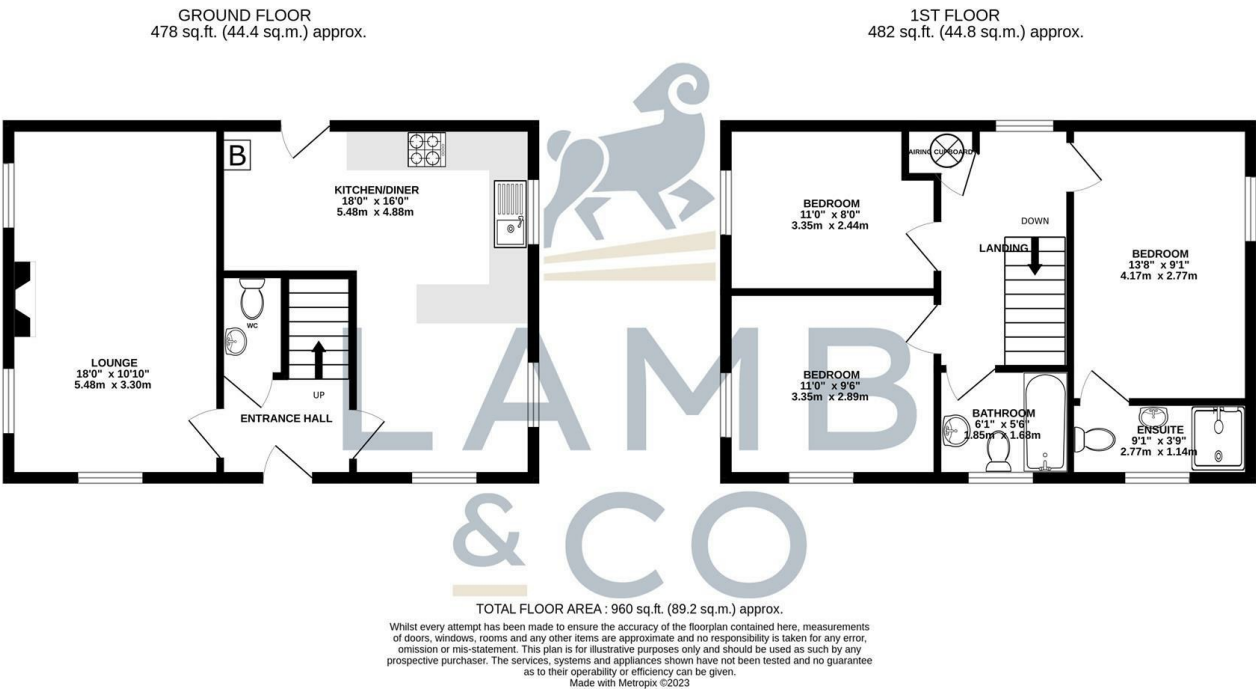 GROUND FLOOR
478 sq.ft. (44.4 sq.m.) approx.
1ST FLOOR
482 sq.ft. (44.8 sq.m.) approx.
B
KITCHEN/DINER
18'0" x 16'0"
5.48m x 4.88m
WC
LOUNGE
18'0" x 10'10"
5.48m x 3.30m
UP
ENTRANCE HALL
AIRING CUPBOARD
BEDROOM
11'0" x 8'0"
3.35m x 2.44m
DOWN
LANDING
BEDROOM
13'8" x 9'1"
4.17m x 2.77m
BEDROOM
11'0" x 9'6"
3.35m x 2.89m
BATHROOM
6'1" x 5'6"
1.85m x 1.68m
ENSUITE
9'1" x 3'9"
2.77m x 1.14m
LAMB
& CO
TOTAL FLOOR AREA : 960 sq.ft. (89.2 sq.m.) approx.
Whilst every attempt has been made to ensure the accuracy of the floorplan contained here, measurements
of doors, windows, rooms and any other items are approximate and no responsibility is taken for any error,
omission or mis-statement. This plan is for illustrative purposes only and should be used as such by any
prospective purchaser. The services, systems and appliances shown have not been tested and no guarantee
as to their operability or efficiency can be given.
Made with Metropix ©2023